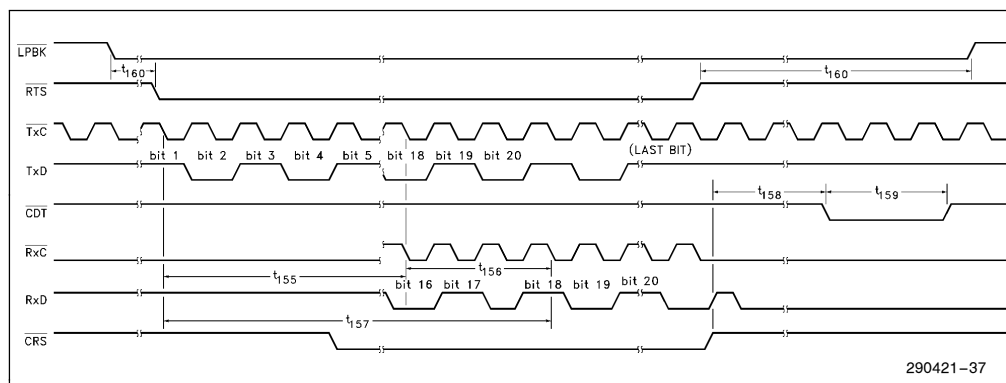 LPBK
t160
t160
RTS
TxC
bit 1 bit 2 bit 3 bit 4 bit 5 bit 18 bit 19 bit 20 (LAST BIT)
TxD
t158 t159
CDT
RxC
t155 t156
bit 16 bit 17 bit 18 bit 19 bit 20
RxD
t157
CRS
290421-37